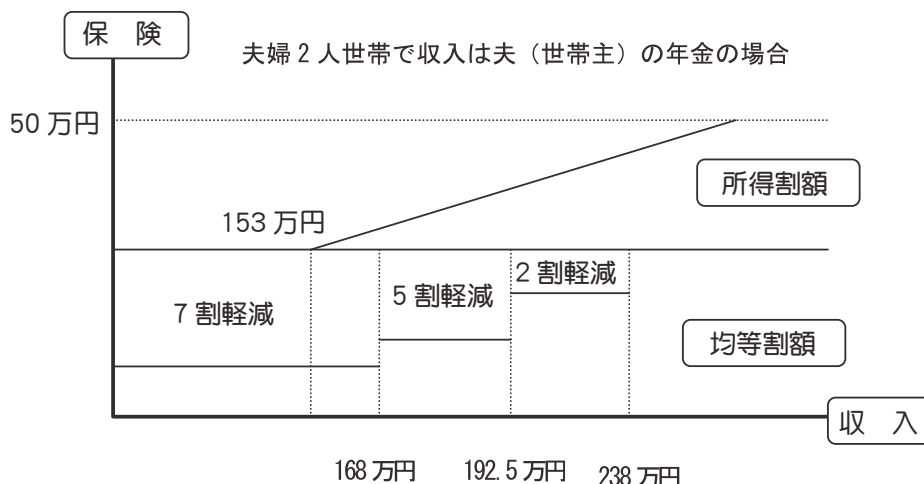 保　険
夫婦２人世帯で収入は夫（世帯主）の年金の場合
50 万円
所得割額
153 万円
7 割軽減
5 割軽減
2 割軽減
均等割額
収　入
168 万円
192.5 万円
238 万円